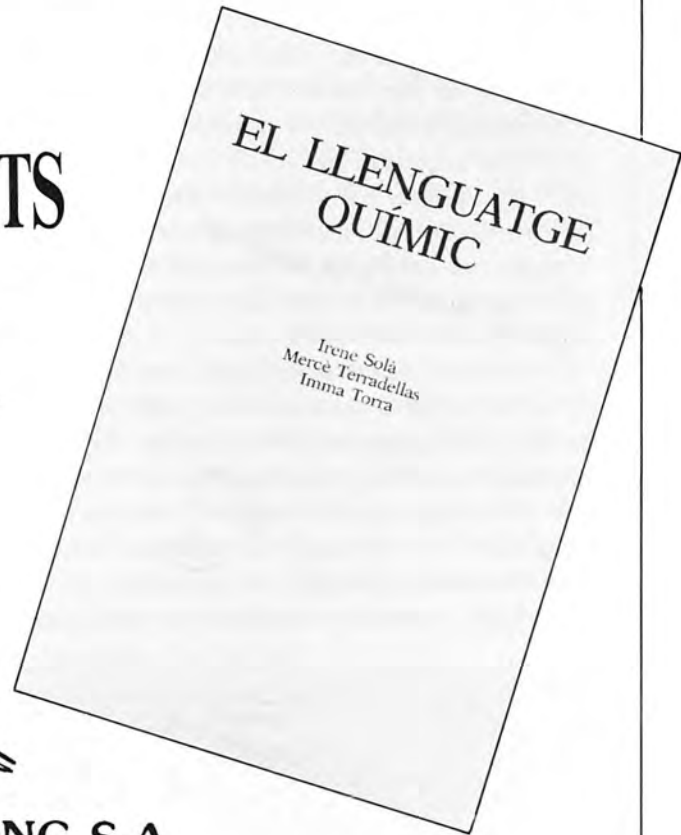 TS
EL LLENGUATGE
QUÍMIC
Irene Solà
Mercè Terradellas
Imma Torra
NG, S.A.